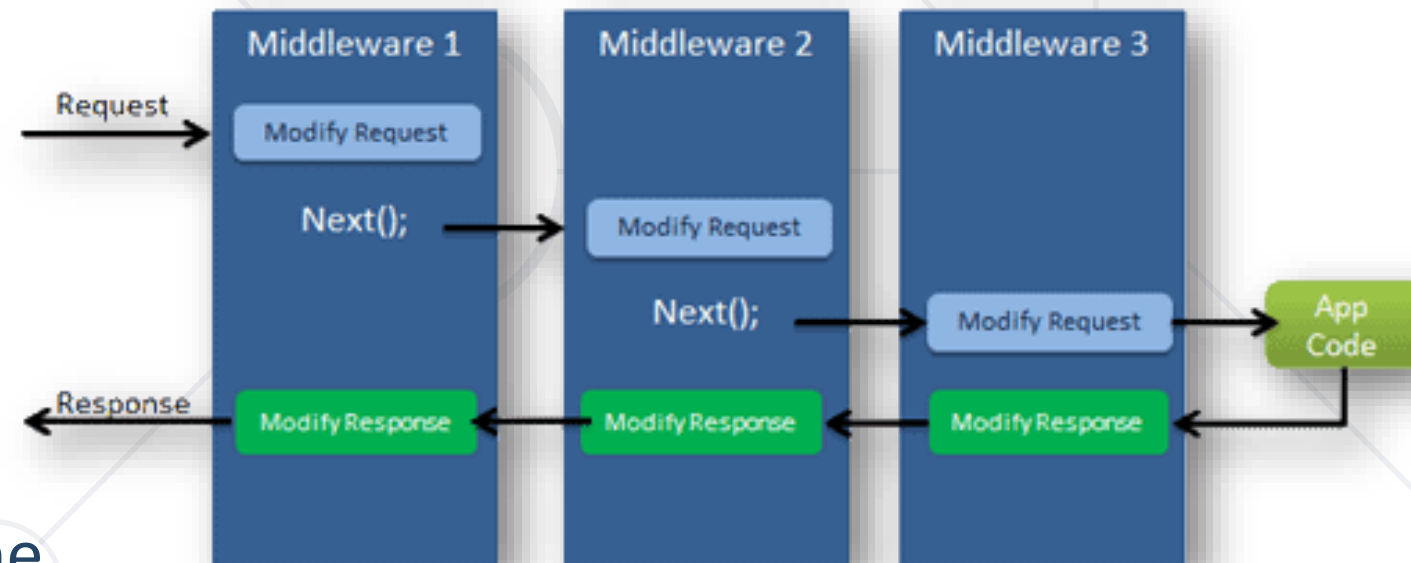 Middleware 1
Middleware 2
Middleware 3
Request
Modify Request
Next();
Modify Request
Next();
Modify Request
App
Code
Response
Modify Response
Modify Response
Modify Response